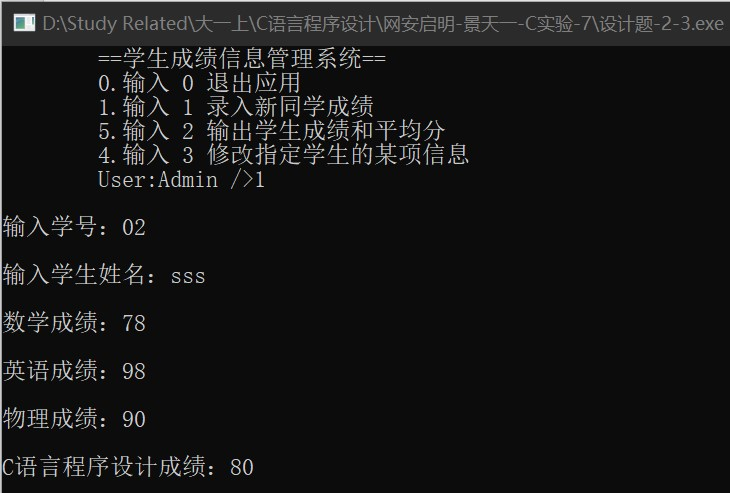 D:\Study Related\大一上\C语言程序设计\网安启明-景天一-C实验-7\设计题-2-3.exe
==学生成绩信息管理系统==
0.输入 0 退出应用
1.输入 1 录入新同学成绩
5.输入 2 输出学生成绩和平均分
4.输入 3 修改指定学生的某项信息
User:Admin />1
输入学号：02
输入学生姓名：sss
数学成绩：78
英语成绩：98
物理成绩：90
C语言程序设计成绩：80